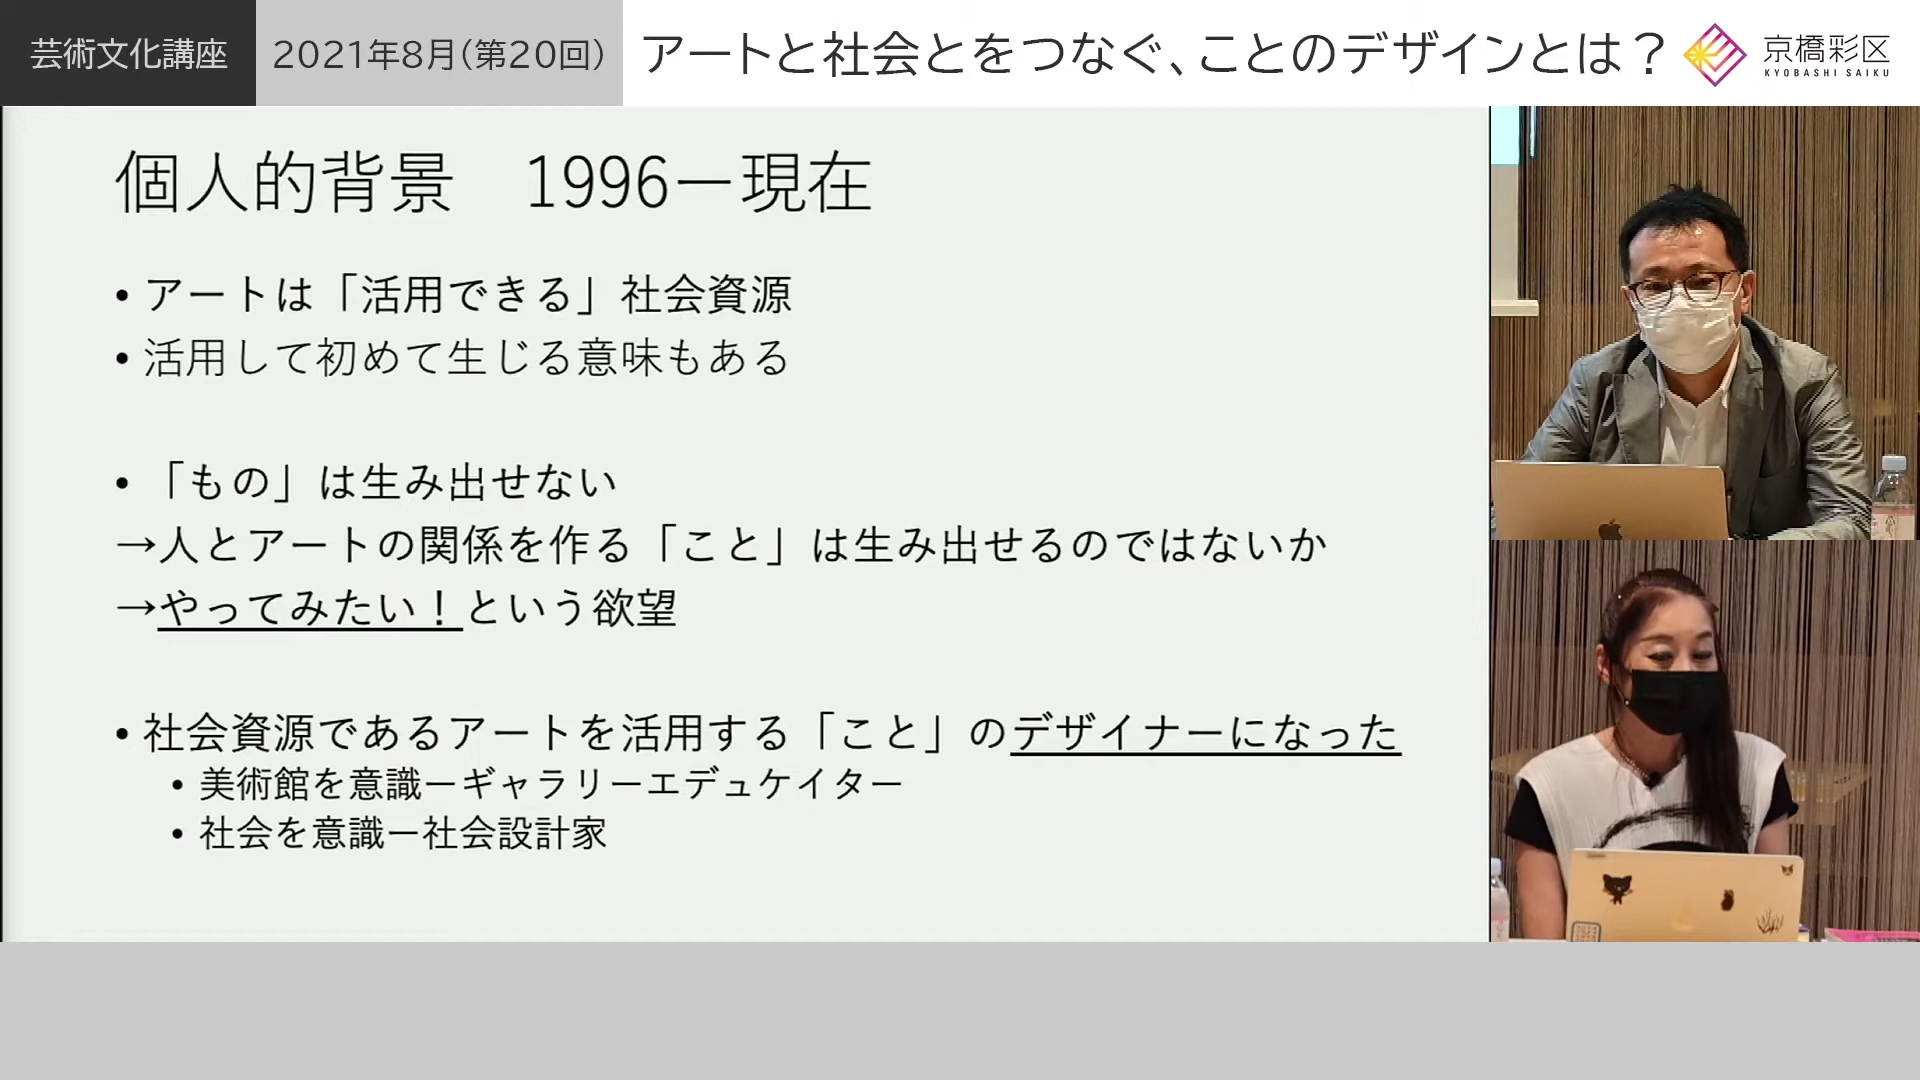 芸術文化講座
2021年8月(第20回)
アートと社会とをつなぐ、ことのデザインとは？
京橋彩区
KYOBASHI SAIKU
個人的背景　1996ー現在
• アートは「活用できる」社会資源
• 活用して初めて生じる意味もある
• 「もの」は生み出せない
→人とアートの関係を作る「こと」は生み出せるのではないか
→やってみたい！という欲望
• 社会資源であるアートを活用する「こと」のデザイナーになった
• 美術館を意識ーギャラリーエデュケイター
• 社会を意識ー社会設計家